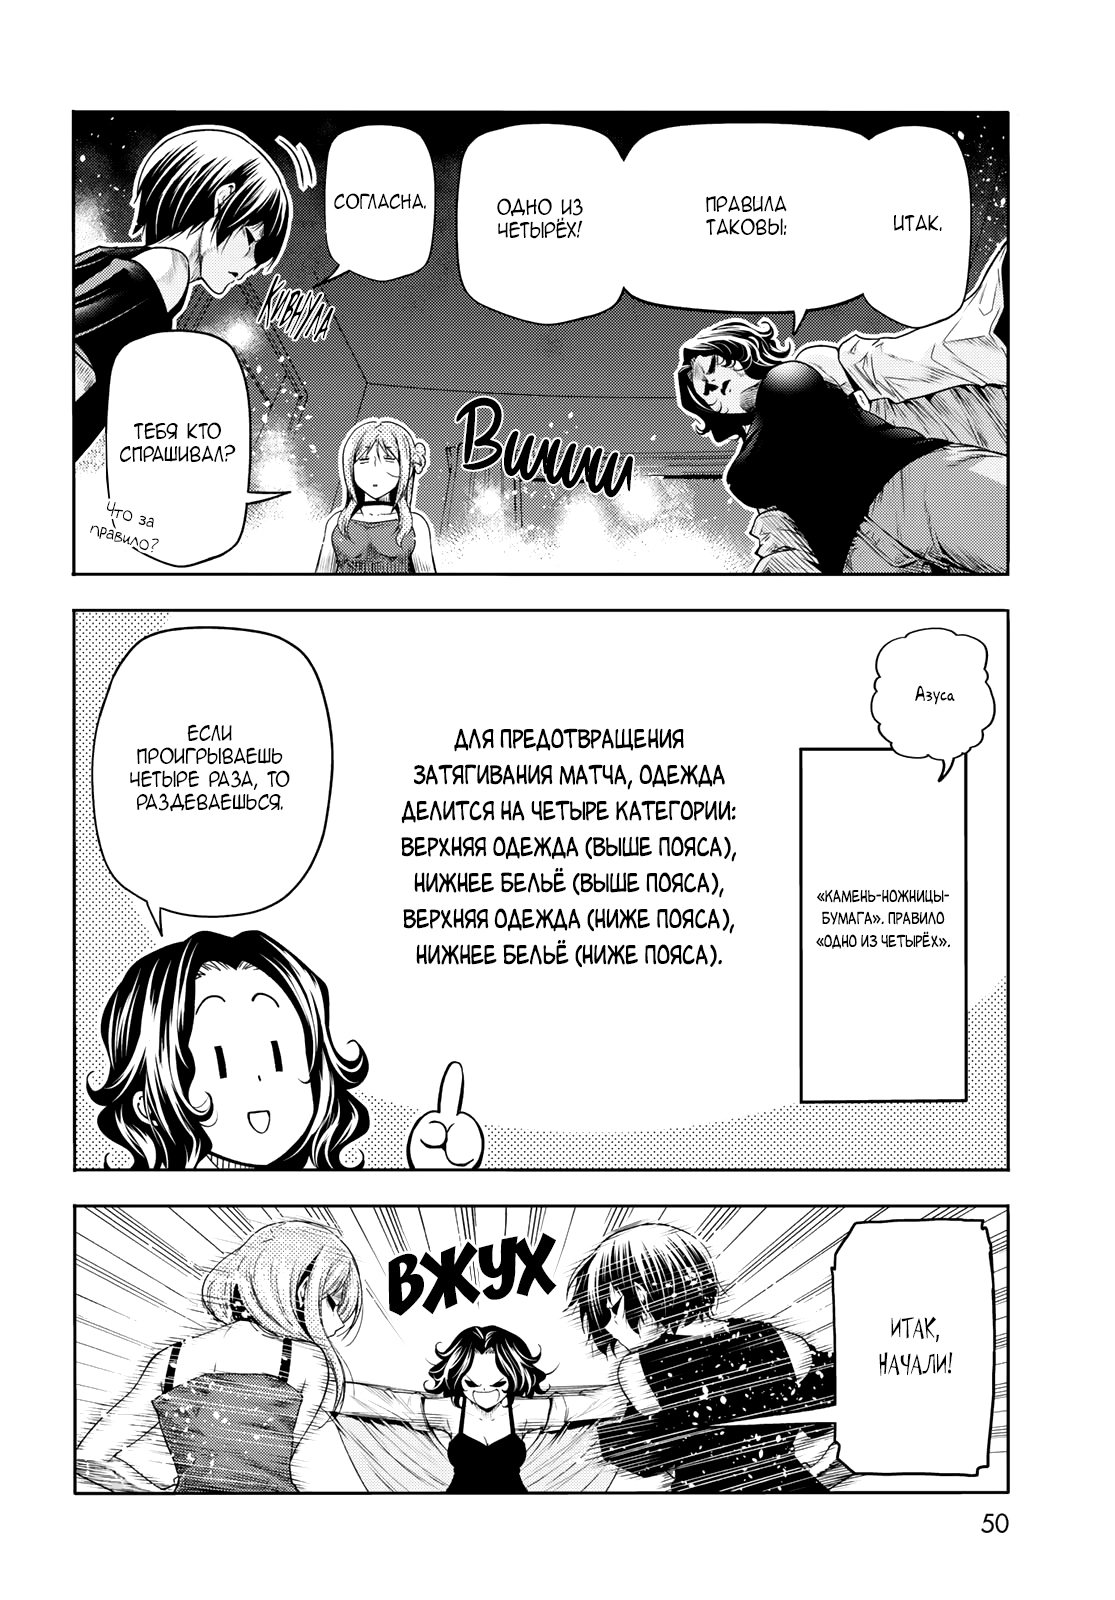 ИТАК.
ПРАВИЛА
ТАКОВЫ:
ОДНО ИЗ
ЧЕТЫРЁХ!
СОГЛАСНА.
КИВНУЛА
Вишши
ТЕБЯ КТО
СПРАШИВАЛ?
Что за
правило?
Азуса
«КАМЕНЬ-НОЖНИЦЫ-
БУМАГА». ПРАВИЛО
«ОДНО ИЗ ЧЕТЫРЁХ».
ДЛЯ ПРЕДОТВРАЩЕНИЯ
ЗАТЯГИВАНИЯ МАТЧА, ОДЕЖДА
ДЕЛИТСЯ НА ЧЕТЫРЕ КАТЕГОРИИ:
ВЕРХНЯЯ ОДЕЖДА (ВЫШЕ ПОЯСА),
НИЖНЕЕ БЕЛЬЁ (ВЫШЕ ПОЯСА),
ВЕРХНЯЯ ОДЕЖДА (НИЖЕ ПОЯСА),
НИЖНЕЕ БЕЛЬЁ (НИЖЕ ПОЯСА).
ЕСЛИ
ПРОИГРЫВАЕШЬ
ЧЕТЫРЕ РАЗА, ТО
РАЗДЕВАЕШЬСЯ.
ИТАК,
НАЧАЛИ!
ВЖУХ
50